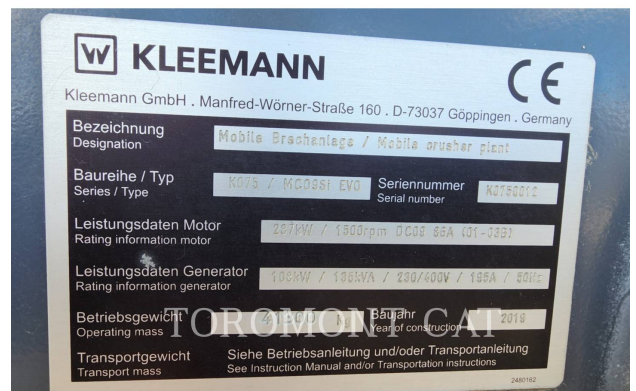 W KLEEMANN CE
Kleemann GmbH . Manfred-Wörner-Straße 160 . D-73037 Göppingen . Germany
Bezeichnung
Designation
Mobile Brechanlage / Mobile crusher plant
Baureihe / Typ
Series / Type
/ EVO
Seriennummer
Serial number
Leistungsdaten Motor
Rating information motor
/ 1500rpm
Leistungsdaten Generator
Rating information generator
/ 135kVA / 230/400V / 195A / 50Hz
Betriebsgewicht
Operating mass
kg
Baujahr
Year of construction
TOROMONT CAT
Transportgewicht
Transport mass
Siehe Betriebsanleitung und/oder Transportanleitung
See Instruction Manual and/or Transportation instructions
2480162